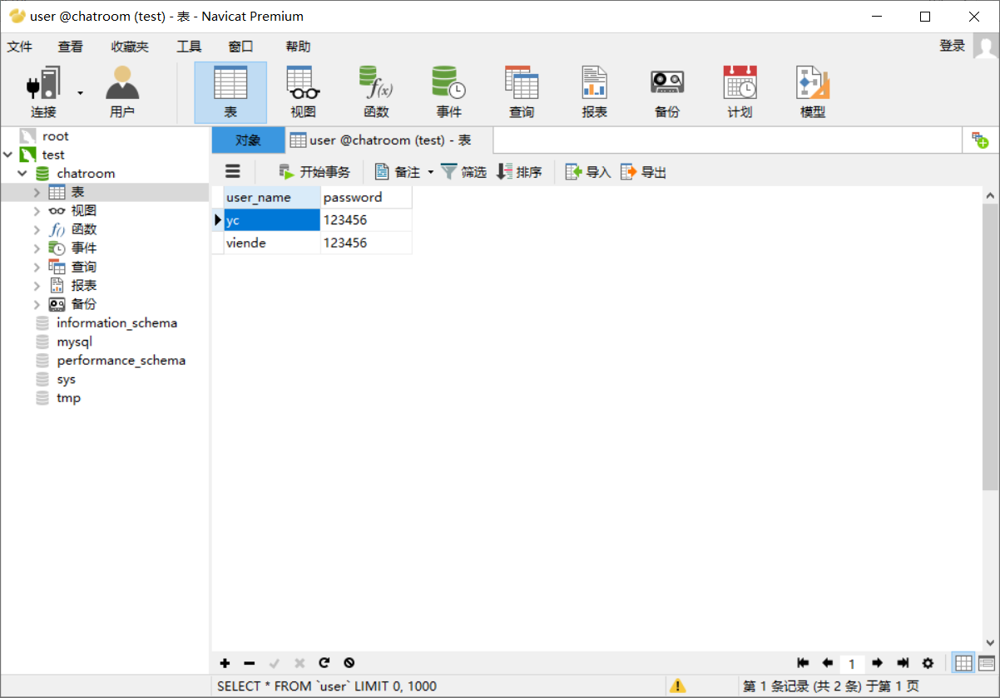 user @chatroom (test) - 表 - Navicat Premium
文件 查看 收藏夹 工具 窗口 帮助 登录
连接 用户 表 视图 函数 事件 查询 报表 备份 计划 模型
root
test
chatroom
表
视图
函数
事件
查询
报表
备份
information_schema
mysql
performance_schema
sys
tmp
对象 user @chatroom (test) - 表
开始事务 备注 筛选 排序 导入 导出
user_name password
yc 123456
viende 123456
1
SELECT * FROM `user` LIMIT 0, 1000 第 1 条记录 (共 2 条) 于第 1 页